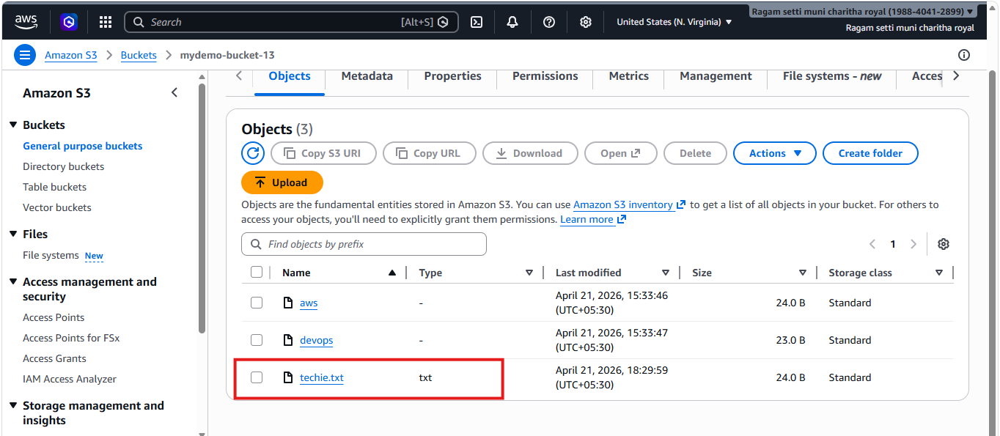 aws
Search
[Alt+S]
United States (N. Virginia)
Ragam setti muni charitha royal (1988-4041-2899)
Ragam setti muni charitha royal
Amazon S3
Buckets
mydemo-bucket-13
Amazon S3
Buckets
General purpose buckets
Directory buckets
Table buckets
Vector buckets
Files
File systems New
Access management and
security
Access Points
Access Points for FSx
Access Grants
IAM Access Analyzer
Storage management and
insights
Objects Metadata Properties Permissions Metrics Management File systems - new Acces
Objects (3)
Copy S3 URI Copy URL Download Open Delete Actions Create folder
Upload
Objects are the fundamental entities stored in Amazon S3. You can use Amazon S3 inventory to get a list of all objects in your bucket. For others to
access your objects, you'll need to explicitly grant them permissions. Learn more
Find objects by prefix
1
Name Type Last modified Size Storage class
aws - April 21, 2026, 15:33:46 24.0 B Standard
(UTC+05:30)
devops - April 21, 2026, 15:33:47 23.0 B Standard
(UTC+05:30)
techie.txt txt April 21, 2026, 18:29:59 24.0 B Standard
(UTC+05:30)